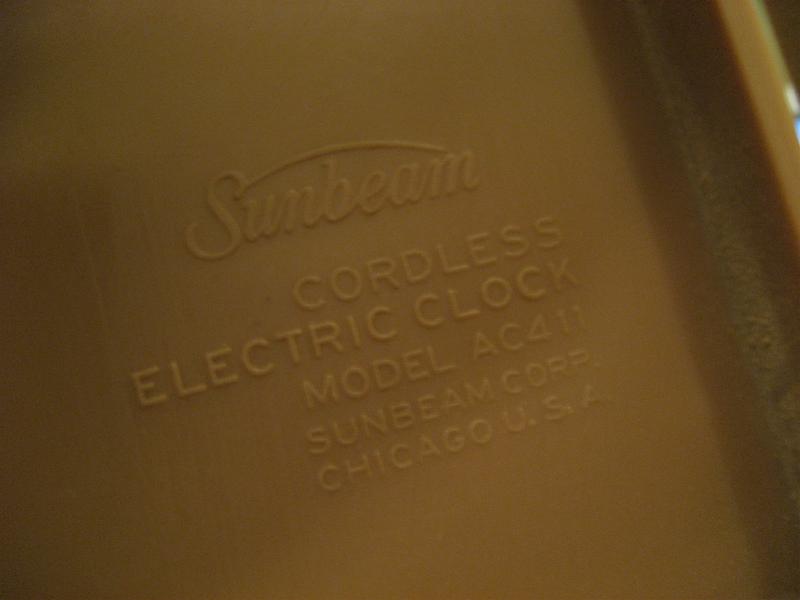 Sunbeam
CORDLESS
ELECTRIC CLOCK
MODEL AC411
SUNBEAM CORP.
CHICAGO U.S.A.